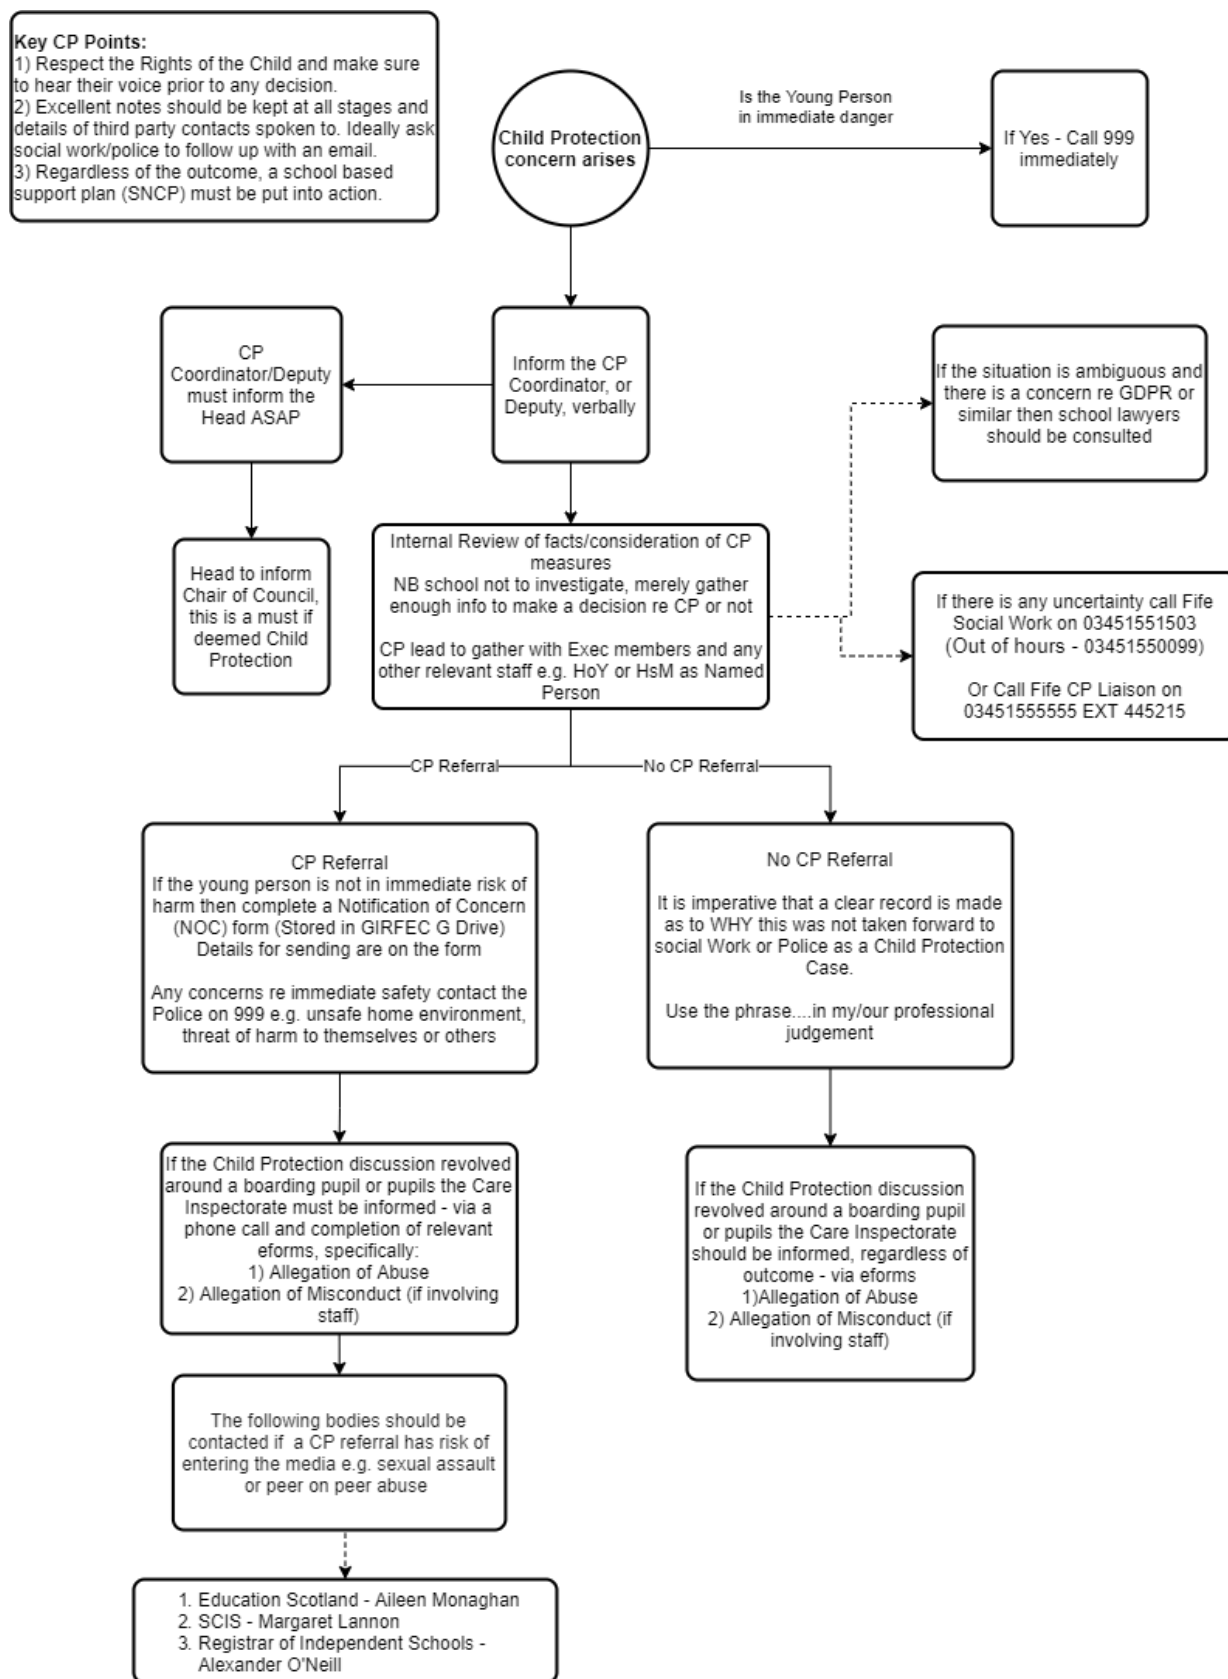 Key CP Points:
1) Respect the Rights of the Child and make sure
to hear their voice prior to any decision.
2) Excellent notes should be kept at all stages and
details of third party contacts spoken to. Ideally ask
social work/police to follow up with an email.
3) Regardless of the outcome, a school based
support plan (SNCP) must be put into action.
Child Protection
concern arises
Is the Young Person
in immediate danger
If Yes - Call 999
immediately
CP
Coordinator/Deputy
must inform the
Head ASAP
Inform the CP
Coordinator, or
Deputy, verbally
If the situation is ambiguous and
there is a concern re GDPR or
similar then school lawyers
should be consulted
Head to inform
Chair of Council,
this is a must if
deemed Child
Protection
Internal Review of facts/consideration of CP
measures
NB school not to investigate, merely gather
enough info to make a decision re CP or not
CP lead to gather with Exec members and any
other relevant staff e.g. HoY or HsM as Named
Person
If there is any uncertainty call Fife
Social Work on 03451551503
(Out of hours - 03451550099)
Or Call Fife CP Liaison on
03451555555 EXT 445215
CP Referral
No CP Referral
CP Referral
If the young person is not in immediate risk of
harm then complete a Notification of Concern
(NOC) form (Stored in GIRFEC G Drive)
Details for sending are on the form
Any concerns re immediate safety contact the
Police on 999 e.g. unsafe home environment,
threat of harm to themselves or others
No CP Referral
It is imperative that a clear record is made
as to WHY this was not taken forward to
social Work or Police as a Child Protection
Case.
Use the phrase....in my/our professional
judgement
If the Child Protection discussion revolved
around a boarding pupil or pupils the Care
Inspectorate must be informed - via a
phone call and completion of relevant
eforms, specifically:
1) Allegation of Abuse
2) Allegation of Misconduct (if involving
staff)
If the Child Protection discussion
revolved around a boarding pupil
or pupils the Care Inspectorate
should be informed, regardless of
outcome - via eforms
1)Allegation of Abuse
2) Allegation of Misconduct (if
involving staff)
The following bodies should be
contacted if a CP referral has risk of
entering the media e.g. sexual assault
or peer on peer abuse
1. Education Scotland - Aileen Monaghan
2. SCIS - Margaret Lannon
3. Registrar of Independent Schools -
Alexander O'Neill